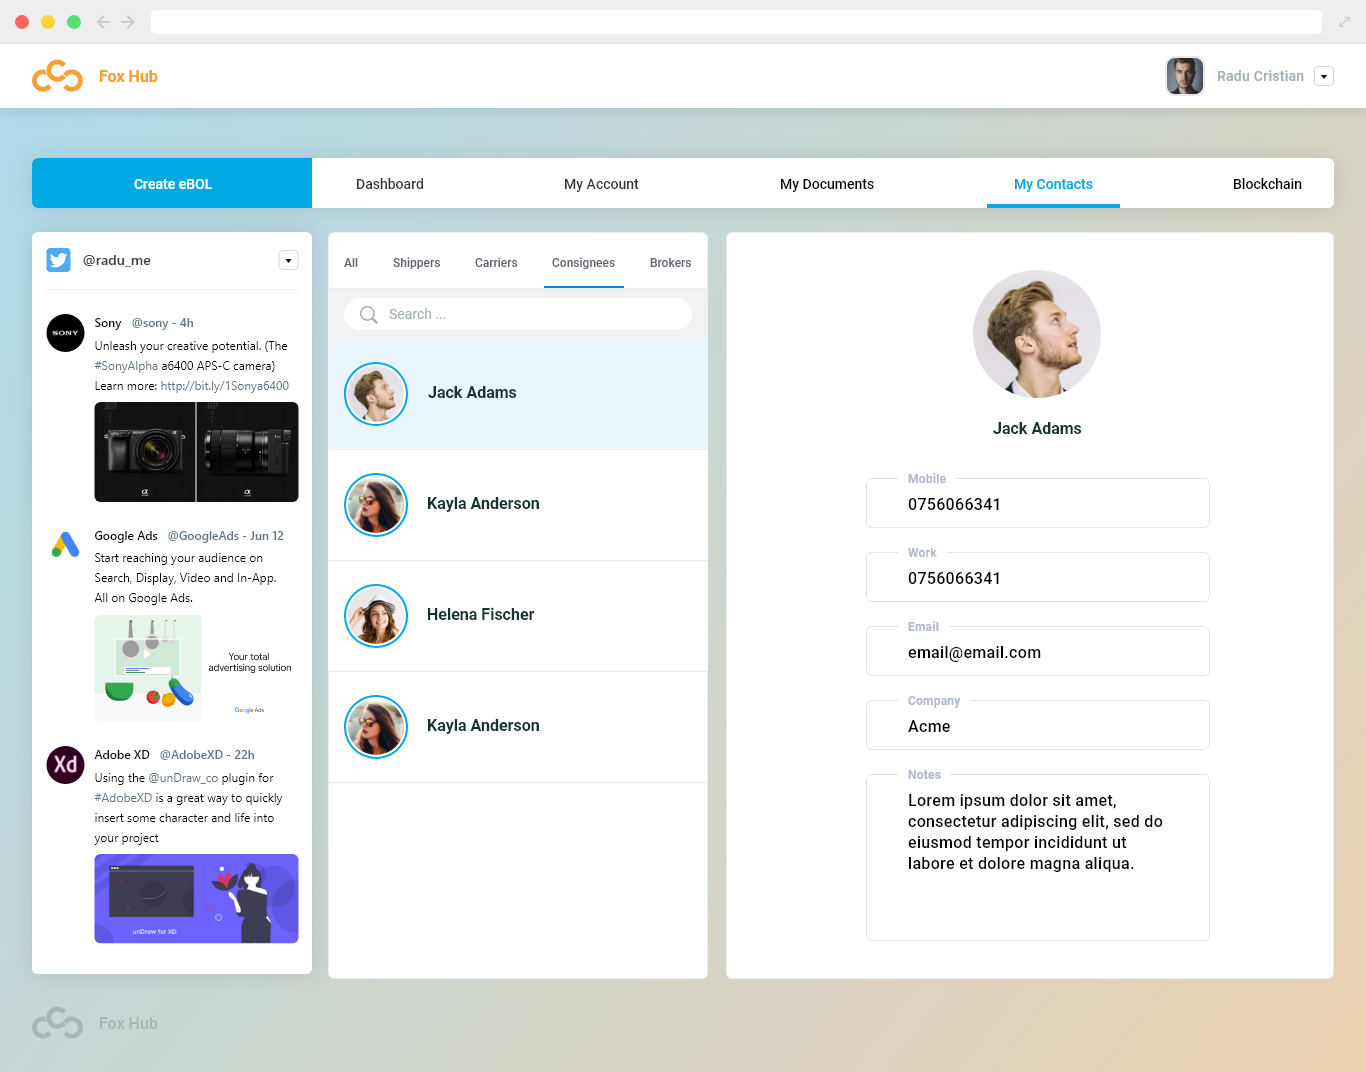 Fox Hub
Radu Cristian
Create eBOL
Dashboard
My Account
My Documents
My Contacts
Blockchain
@radu_me
Sony @sony - 4h
Unleash your creative potential. (The
#SonyAlpha a6400 APS-C camera)
Learn more: http://bit.ly/1Sonya6400
SONY
Google Ads @GoogleAds - Jun 12
Start reaching your audience on
Search, Display, Video and In-App.
All on Google Ads.
Your total
advertising solution
Google Ads
Xd
Adobe XD @AdobeXD - 22h
Using the @unDraw_co plugin for
#AdobeXD is a great way to quickly
insert some character and life into
your project
unDraw for XD
All
Shippers
Carriers
Consignees
Brokers
Search ...
Jack Adams
Kayla Anderson
Helena Fischer
Kayla Anderson
Jack Adams
Mobile
0756066341
Work
0756066341
Email
email@email.com
Company
Acme
Notes
Lorem ipsum dolor sit amet,
consectetur adipiscing elit, sed do
eiusmod tempor incididunt ut
labore et dolore magna aliqua.
Fox Hub